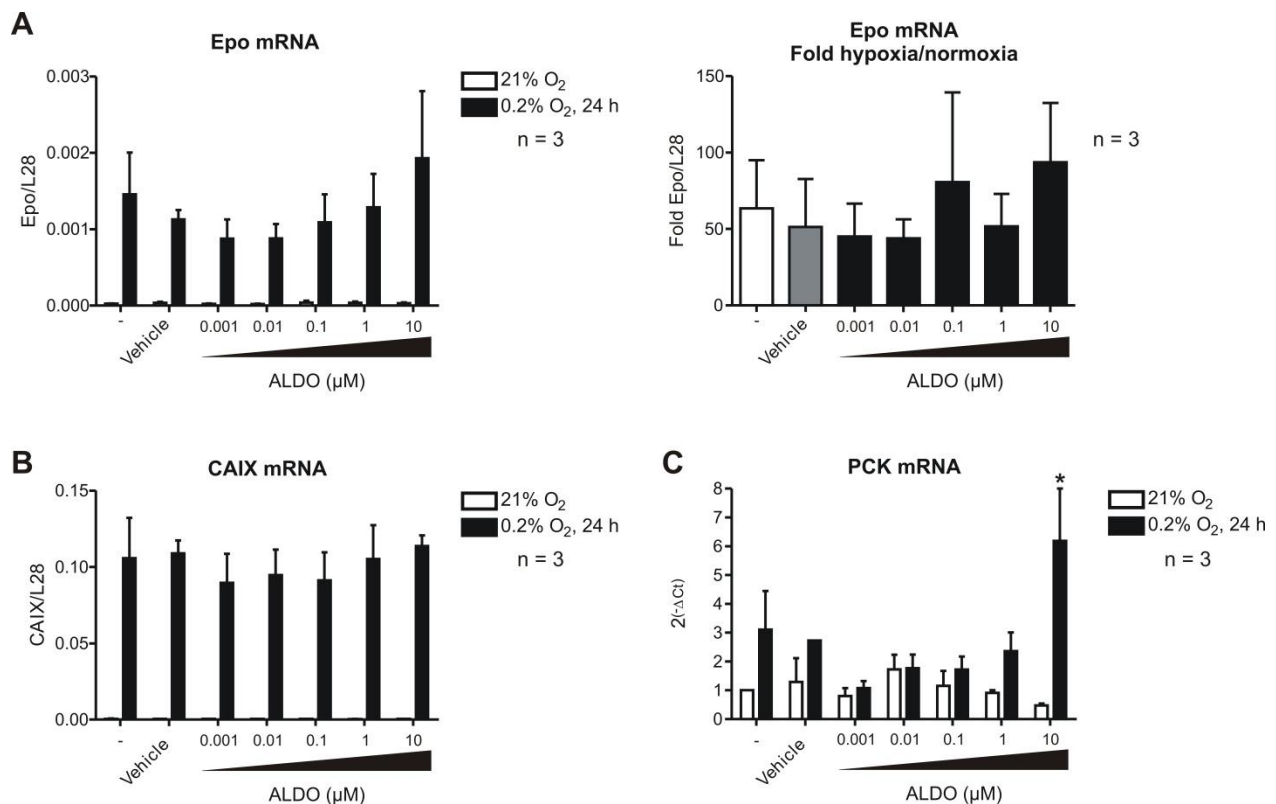 A
Epo mRNA
0.003
0.002
0.001
0.000
Epo/L28
21% O₂
0.2% O₂, 24 h
n = 3
- Vehicle 0.001 0.01 0.1 1 10
ALDO (µM)
Epo mRNA
Fold hypoxia/normoxia
150
100
50
0
Fold Epo/L28
n = 3
- Vehicle 0.001 0.01 0.1 1 10
ALDO (µM)
B
CAIX mRNA
0.15
0.10
0.05
0.00
CAIX/L28
21% O₂
0.2% O₂, 24 h
n = 3
- Vehicle 0.001 0.01 0.1 1 10
ALDO (µM)
C
PCK mRNA
8
7
6
5
4
3
2
1
0
2(-ΔCt)
*
21% O₂
0.2% O₂, 24 h
n = 3
- Vehicle 0.001 0.01 0.1 1 10
ALDO (µM)